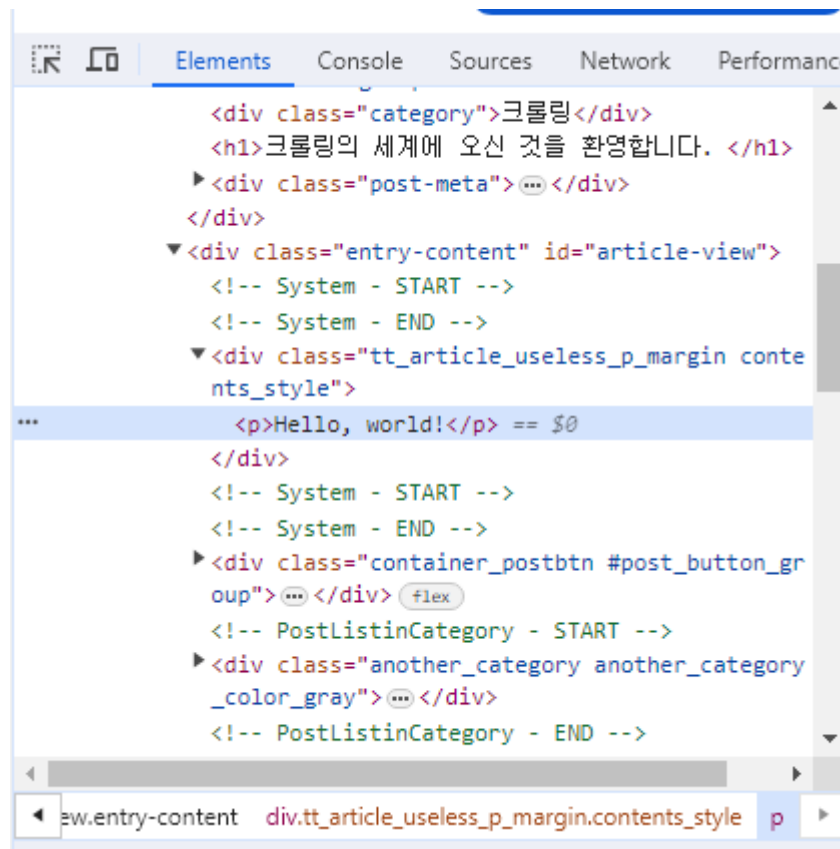 Elements Console Sources Network Performanc
<div class="category">크롤링</div>
<h1>크롤링의 세계에 오신 것을 환영합니다. </h1>
<div class="post-meta">…</div>
</div>
<div class="entry-content" id="article-view">
<!-- System - START -->
<!-- System - END -->
<div class="tt_article_useless_p_margin conte
nts_style">
… <p>Hello, world!</p> == $0
</div>
<!-- System - START -->
<!-- System - END -->
<div class="container_postbtn #post_button_gr
oup">…</div> flex
<!-- PostListinCategory - START -->
<div class="another_category another_category
_color_gray">…</div>
<!-- PostListinCategory - END -->
ew.entry-content div.tt_article_useless_p_margin.contents_style p